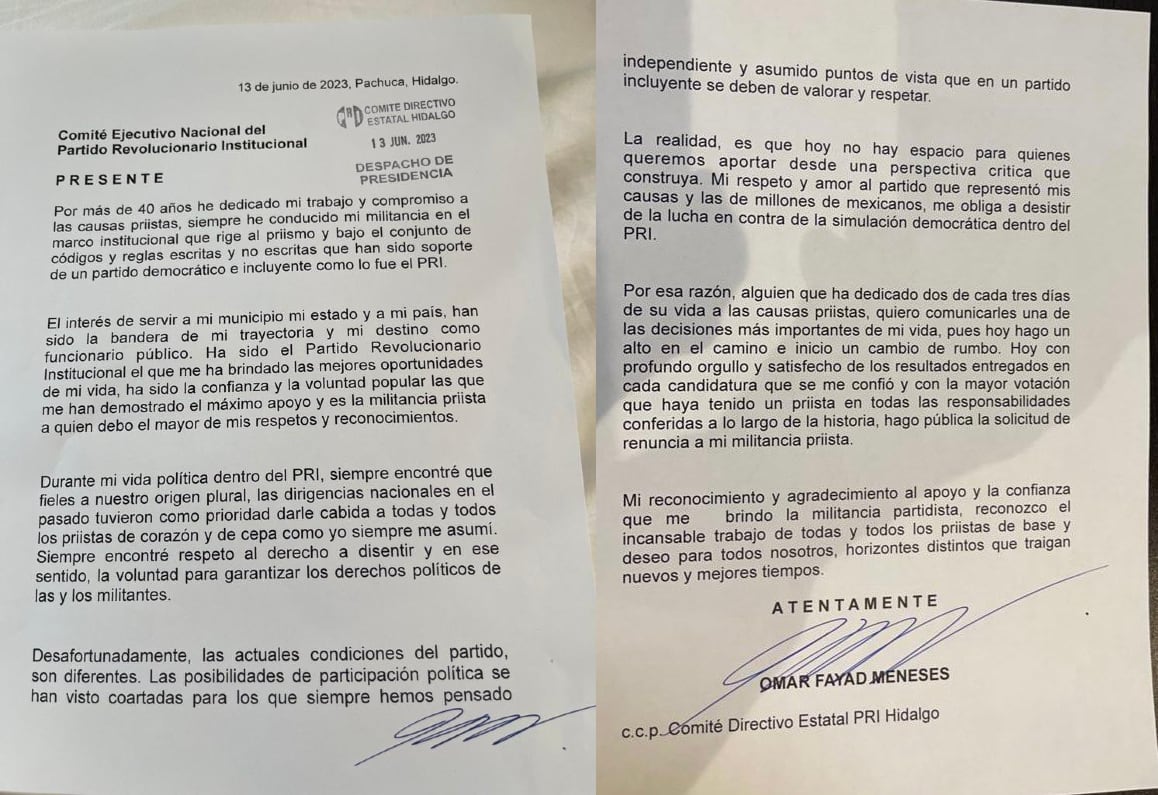 13 de junio de 2023, Pachuca, Hidalgo.
PRD COMITE DIRECTIVO
ESTATAL HIDALGO
13 JUN. 2023
DESPACHO DE
PRESIDENCIA
Comité Ejecutivo Nacional del
Partido Revolucionario Institucional
PRESENTE
Por más de 40 años he dedicado mi trabajo y compromiso a
las causas priistas, siempre he conducido mi militancia en el
marco institucional que rige al priismo y bajo el conjunto de
códigos y reglas escritas y no escritas que han sido soporte
de un partido democrático e incluyente como lo fue el PRI.
El interés de servir a mi municipio mi estado y a mi país, han
sido la bandera de mi trayectoria y mi destino como
funcionario público. Ha sido el Partido Revolucionario
Institucional el que me ha brindado las mejores oportunidades
de mi vida, ha sido la confianza y la voluntad popular las que
me han demostrado el máximo apoyo y es la militancia priista
a quien debo el mayor de mis respetos y reconocimientos.
Durante mi vida política dentro del PRI, siempre encontré que
fieles a nuestro origen plural, las dirigencias nacionales en el
pasado tuvieron como prioridad darle cabida a todas y todos
los priistas de corazón y de cepa como yo siempre me asumí.
Siempre encontré respeto al derecho a disentir y en ese
sentido, la voluntad para garantizar los derechos políticos de
las y los militantes.
Desafortunadamente, las actuales condiciones del partido,
son diferentes. Las posibilidades de participación política se
han visto coartadas para los que siempre hemos pensado
independiente y asumido puntos de vista que en un partido
incluyente se deben de valorar y respetar.
La realidad, es que hoy no hay espacio para quienes
queremos aportar desde una perspectiva critica que
construya. Mi respeto y amor al partido que representó mis
causas y las de millones de mexicanos, me obliga a desistir
de la lucha en contra de la simulación democrática dentro del
PRI.
Por esa razón, alguien que ha dedicado dos de cada tres días
de su vida a las causas priistas, quiero comunicarles una de
las decisiones más importantes de mi vida, pues hoy hago un
alto en el camino e inicio un cambio de rumbo. Hoy con
profundo orgullo y satisfecho de los resultados entregados en
cada candidatura que se me confió y con la mayor votación
que haya tenido un priista en todas las responsabilidades
conferidas a lo largo de la historia, hago pública la solicitud de
renuncia a mi militancia priista.
Mi reconocimiento y agradecimiento al apoyo y la confianza
que me brindo la militancia partidista, reconozco el
incansable trabajo de todas y todos los priistas de base y
deseo para todos nosotros, horizontes distintos que traigan
nuevos y mejores tiempos.
ATENTAMENTE
OMAR FAYAD MENESES
c.c.p. Comité Directivo Estatal PRI Hidalgo